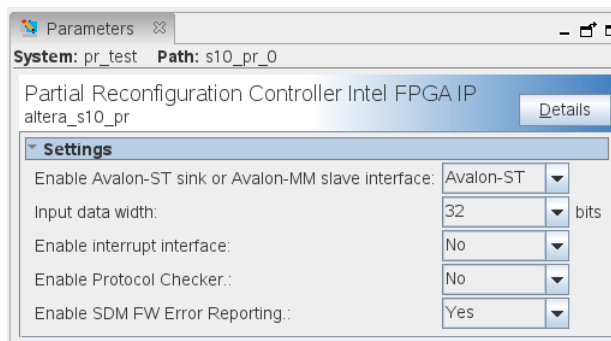 Parameters
System: pr_test Path: s10_pr_0
Partial Reconfiguration Controller Intel FPGA IP
altera_s10_pr
Details
Settings
Enable Avalon-ST sink or Avalon-MM slave interface: Avalon-ST
Input data width: 32 bits
Enable interrupt interface: No
Enable Protocol Checker.: No
Enable SDM FW Error Reporting.: Yes